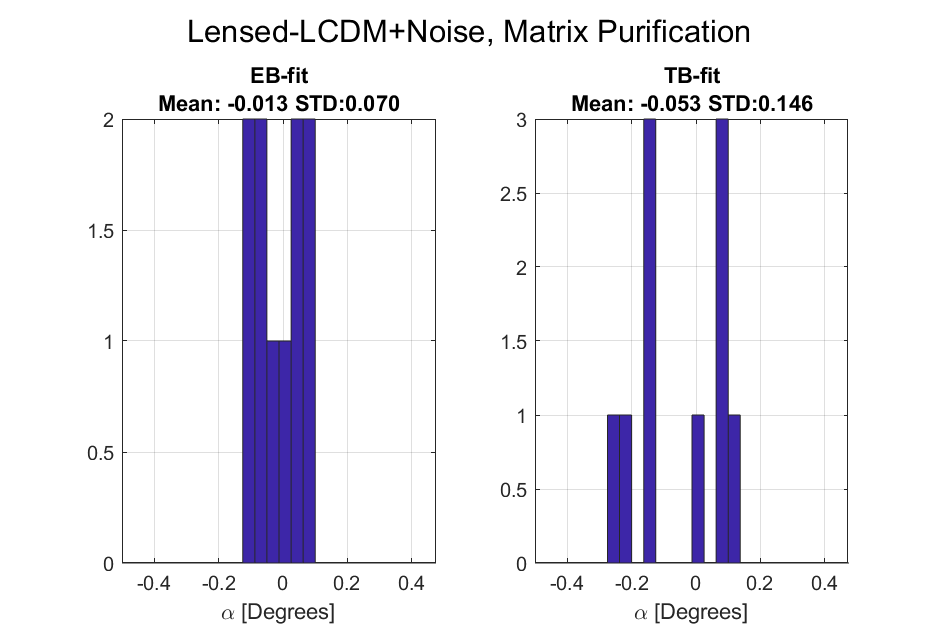 Lensed-LCDM+Noise, Matrix Purification
EB-fit
Mean: -0.013 STD:0.070
2
1.5
1
0.5
0
-0.4 -0.2 0 0.2 0.4
α [Degrees]
TB-fit
Mean: -0.053 STD:0.146
3
2.5
2
1.5
1
0.5
0
-0.4 -0.2 0 0.2 0.4
α [Degrees]